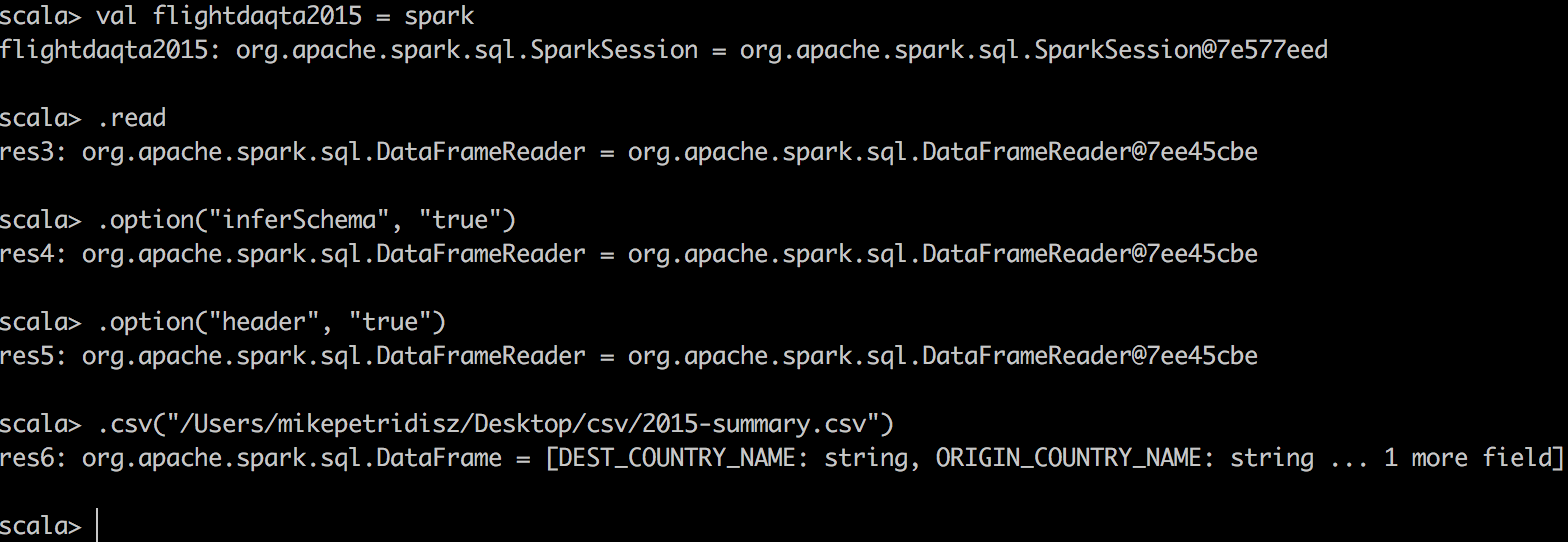 scala> val flightdaqta2015 = spark
flightdaqta2015: org.apache.spark.sql.SparkSession = org.apache.spark.sql.SparkSession@7e577eed
scala> .read
res3: org.apache.spark.sql.DataFrameReader = org.apache.spark.sql.DataFrameReader@7ee45cbe
scala> .option("inferSchema", "true")
res4: org.apache.spark.sql.DataFrameReader = org.apache.spark.sql.DataFrameReader@7ee45cbe
scala> .option("header", "true")
res5: org.apache.spark.sql.DataFrameReader = org.apache.spark.sql.DataFrameReader@7ee45cbe
scala> .csv("/Users/mikepetridisz/Desktop/csv/2015-summary.csv")
res6: org.apache.spark.sql.DataFrame = [DEST_COUNTRY_NAME: string, ORIGIN_COUNTRY_NAME: string ... 1 more field]
scala>